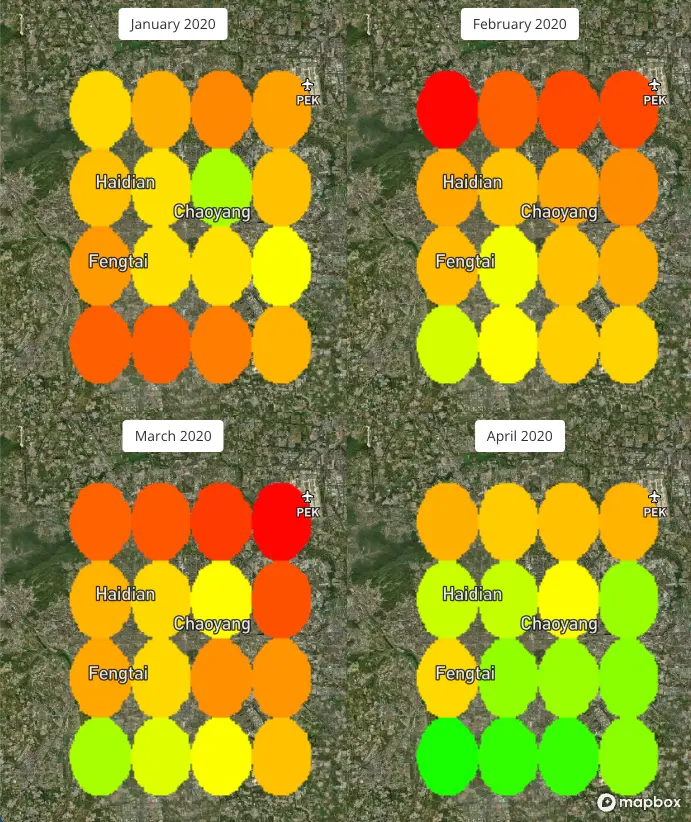 January 2020
February 2020
PEK
PEK
Haidian
Haidian
Chaoyang
Chaoyang
Fengtai
Fengtai
March 2020
April 2020
PEK
PEK
Haidian
Haidian
Chaoyang
Chaoyang
Fengtai
Fengtai
mapbox